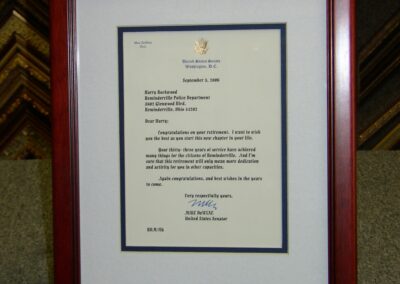 United States Senate
Washington, D.C.
September 5, 2006
Reminderville Police Department
3601 Glenwood Blvd.
Reminderville, Ohio 44202
Dear Harry:
Congratulations on your retirement. I want to wish
you the best as you start this new chapter in your life.
Your thirty-three years of service have achieved
many things for the citizens of Reminderville. And I'm
sure that this retirement will only mean more dedication
and activity for you in other capacities.
Again congratulations, and best wishes in the years
to come.
Very respectfully yours,
MIKE DeWINE
United States Senator